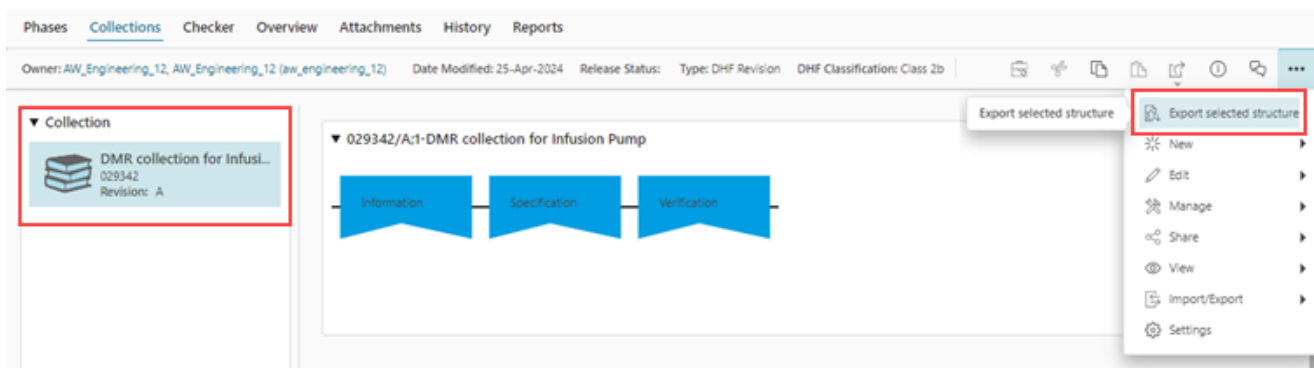 Phases Collections Checker Overview Attachments History Reports
Owner: AW_Engineering_12, AW_Engineering_12 (aw_engineering_12) Date Modified: 25-Apr-2024 Release Status: Type: DHF Revision DHF Classification: Class 2b
Collection
DMR collection for Infusi...
029342
Revision: A
029342/A;1-DMR collection for Infusion Pump
Information Specification Verification
Export selected structure
Export selected structure
New
Edit
Manage
Share
View
Import/Export
Settings